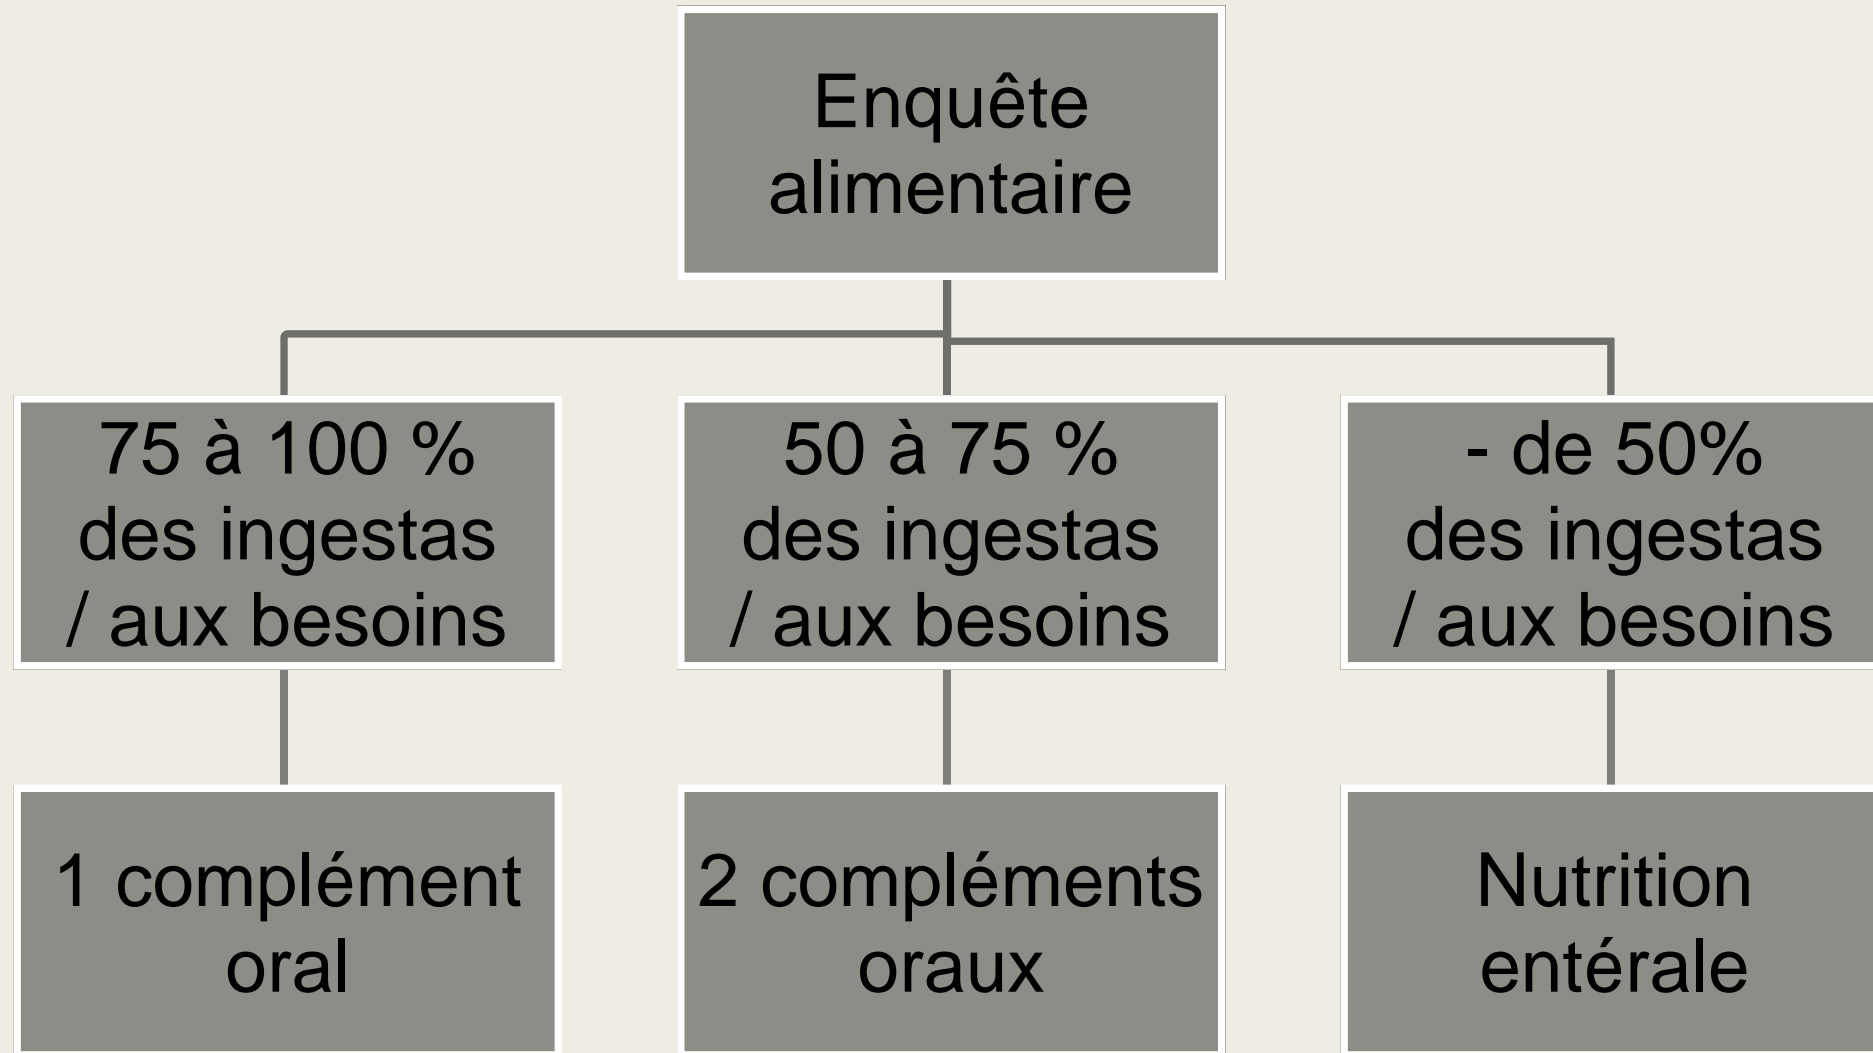 Enquête
alimentaire
75 à 100 %
des ingestas
/ aux besoins
50 à 75 %
des ingestas
/ aux besoins
- de 50%
des ingestas
/ aux besoins
1 complément
oral
2 compléments
oraux
Nutrition
entérale